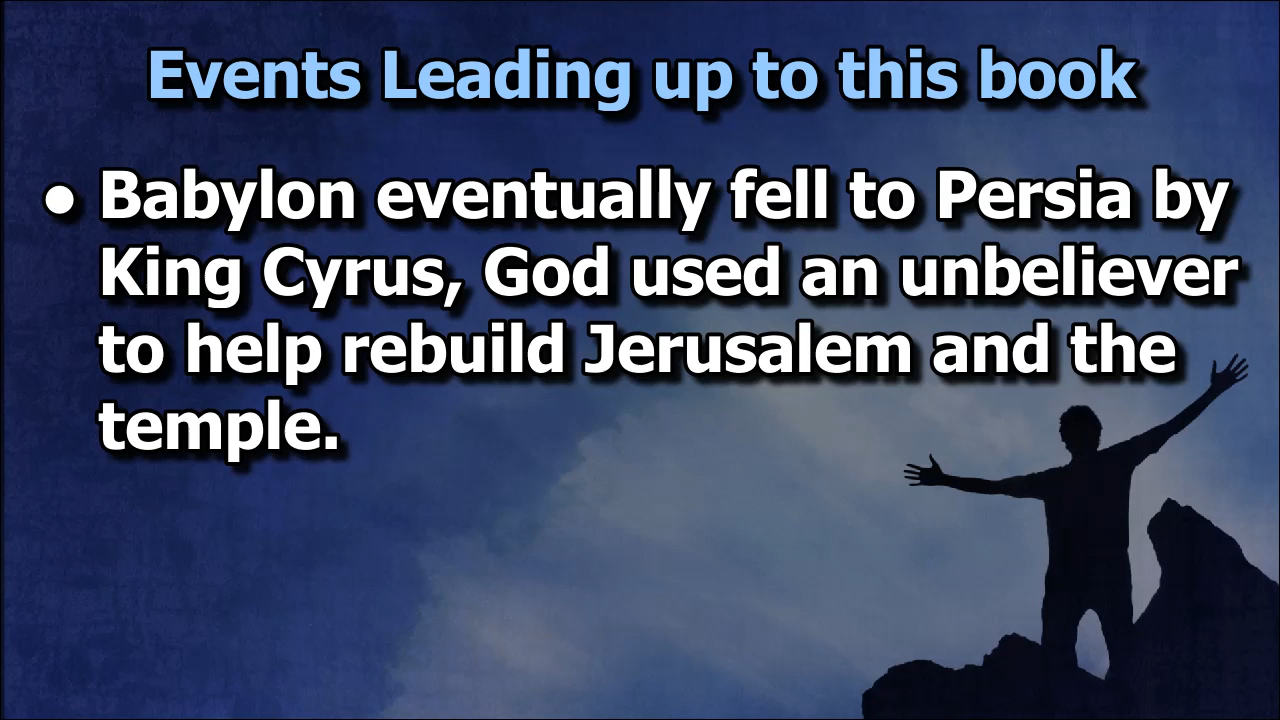 Events Leading up to this book
● Babylon eventually fell to Persia by
King Cyrus, God used an unbeliever
to help rebuild Jerusalem and the
temple.